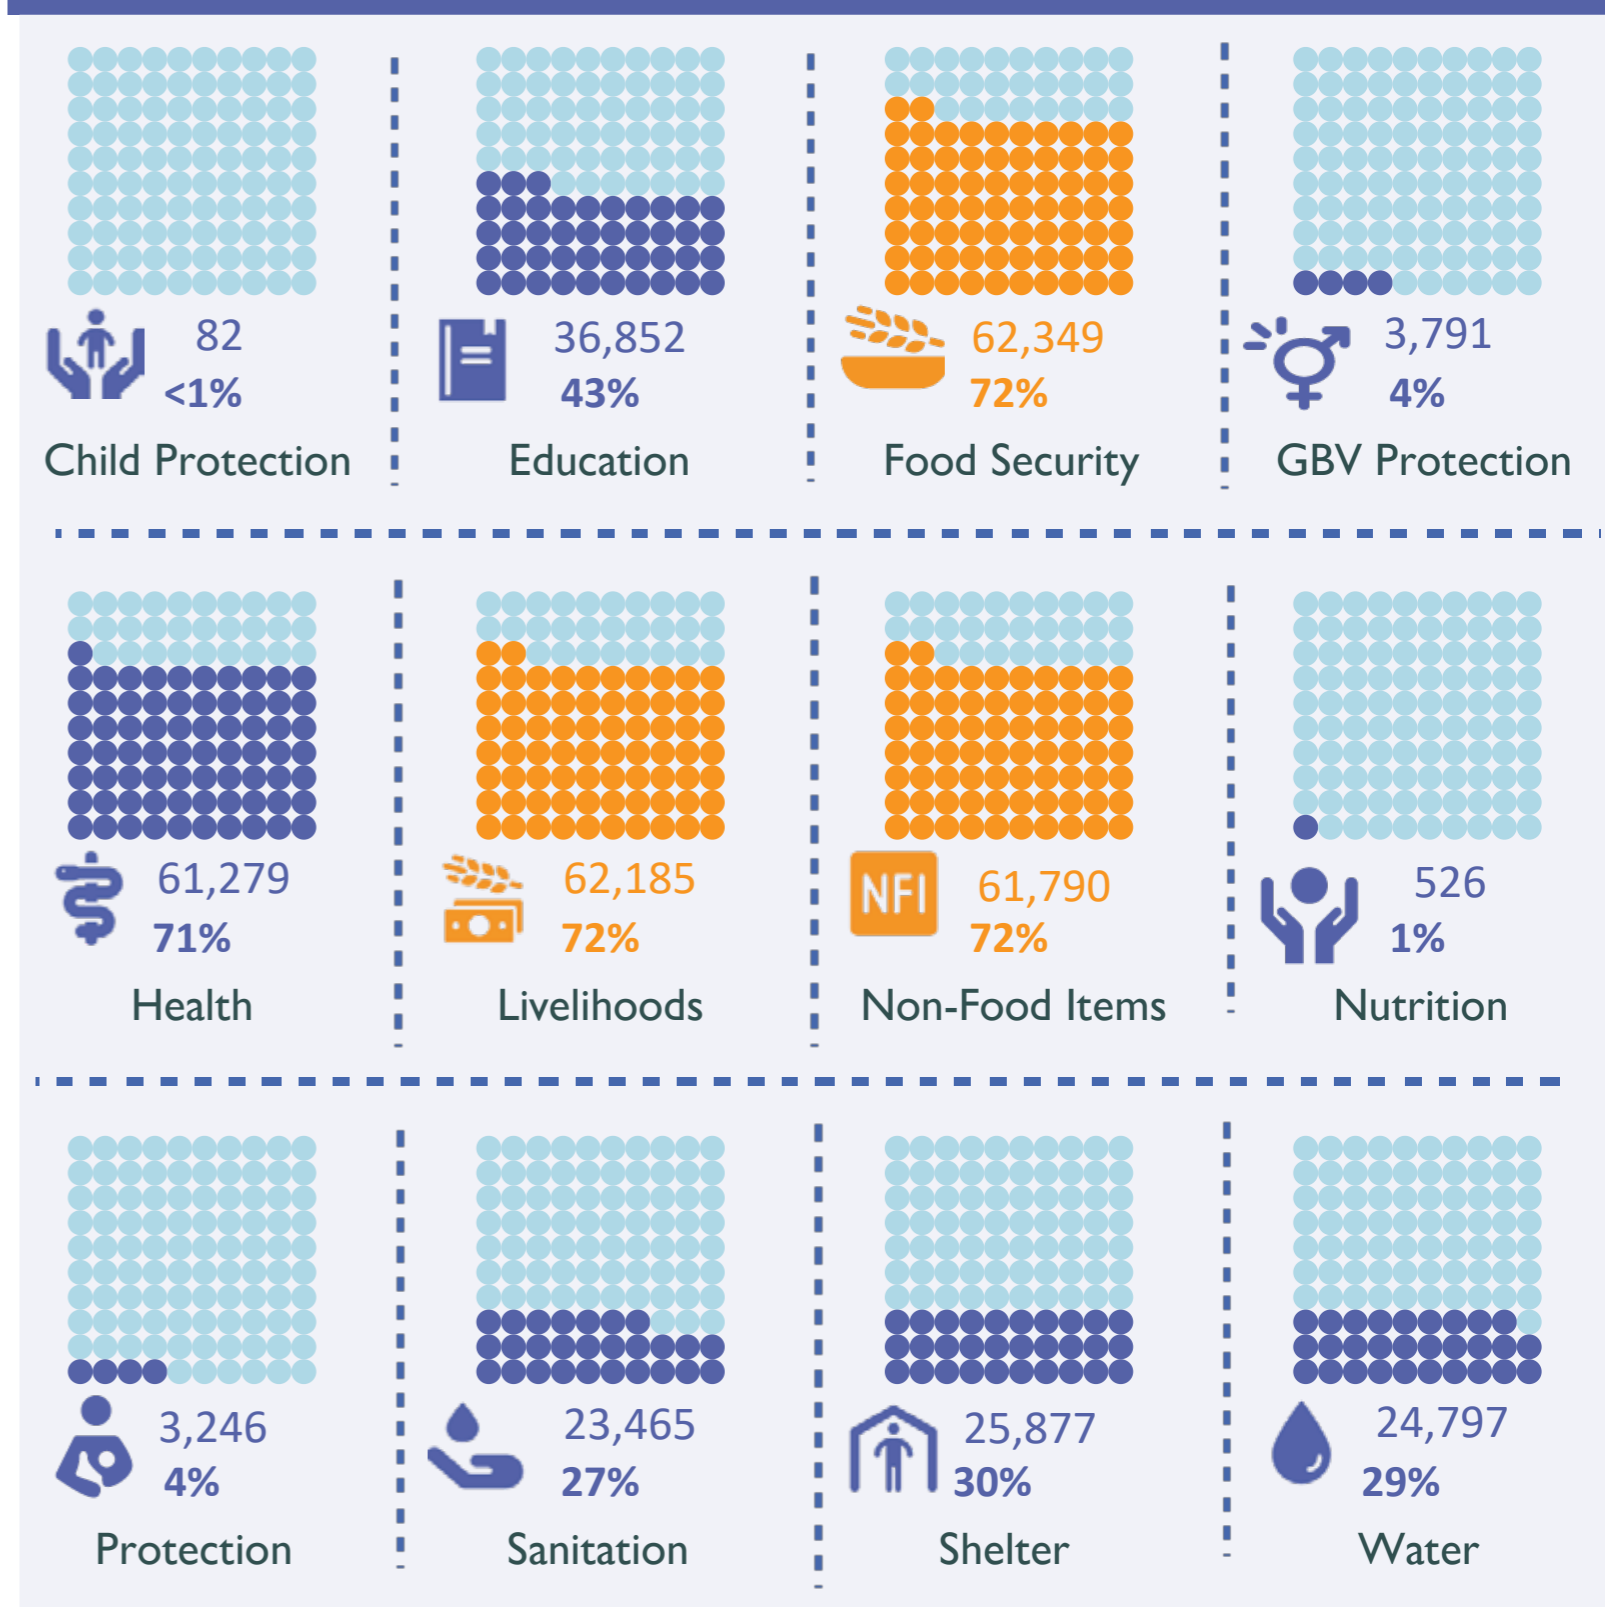 82
<1%
Child Protection
36,852
43%
Education
62,349
72%
Food Security
3,791
4%
GBV Protection
61,279
71%
Health
62,185
72%
Livelihoods
NFI
61,790
72%
Non-Food Items
526
1%
Nutrition
3,246
4%
Protection
23,465
27%
Sanitation
25,877
30%
Shelter
24,797
29%
Water